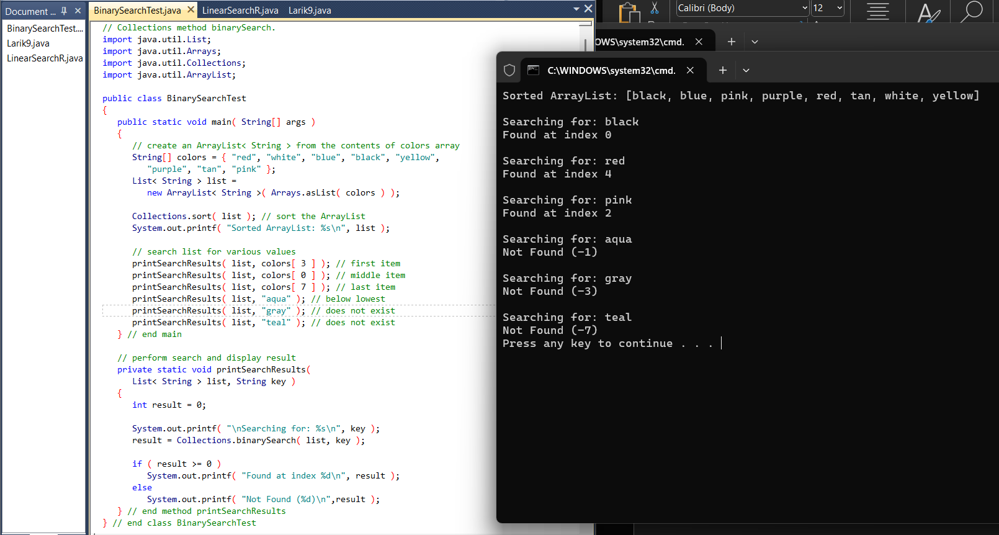 Document ...
BinarySearchTest....
Larik9.java
LinearSearchR.java
BinarySearchTest.java
LinearSearchR.java
Larik9.java
// Collections method binarySearch.
import java.util.List;
import java.util.Arrays;
import java.util.Collections;
import java.util.ArrayList;
public class BinarySearchTest
{
public static void main( String[] args )
{
// create an ArrayList< String > from the contents of colors array
String[] colors = { "red", "white", "blue", "black", "yellow",
"purple", "tan", "pink" };
List< String > list =
new ArrayList< String >( Arrays.asList( colors ) );
Collections.sort( list ); // sort the ArrayList
System.out.printf( "Sorted ArrayList: %s\n", list );
// search list for various values
printSearchResults( list, colors[ 3 ] ); // first item
printSearchResults( list, colors[ 0 ] ); // middle item
printSearchResults( list, colors[ 7 ] ); // last item
printSearchResults( list, "aqua" ); // below lowest
printSearchResults( list, "gray" ); // does not exist
printSearchResults( list, "teal" ); // does not exist
} // end main
// perform search and display result
private static void printSearchResults(
List< String > list, String key )
{
int result = 0;
System.out.printf( "\nSearching for: %s\n", key );
result = Collections.binarySearch( list, key );
if ( result >= 0 )
System.out.printf( "Found at index %d\n", result );
else
System.out.printf( "Not Found (%d)\n",result );
} // end method printSearchResults
} // end class BinarySearchTest
Calibri (Body)
12
OWS\system32\cmd.
C:\WINDOWS\system32\cmd.
Sorted ArrayList: [black, blue, pink, purple, red, tan, white, yellow]
Searching for: black
Found at index 0
Searching for: red
Found at index 4
Searching for: pink
Found at index 2
Searching for: aqua
Not Found (-1)
Searching for: gray
Not Found (-3)
Searching for: teal
Not Found (-7)
Press any key to continue . . .